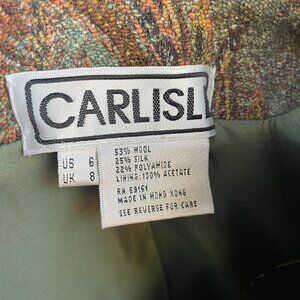 CARLISL
US 6
UK 8
53% WOOL
25% SILK
22% POLYAMIDE
LINING: 100% ACETATE
RN 69161
MADE IN HONG KONG
SEE REVERSE FOR CARE